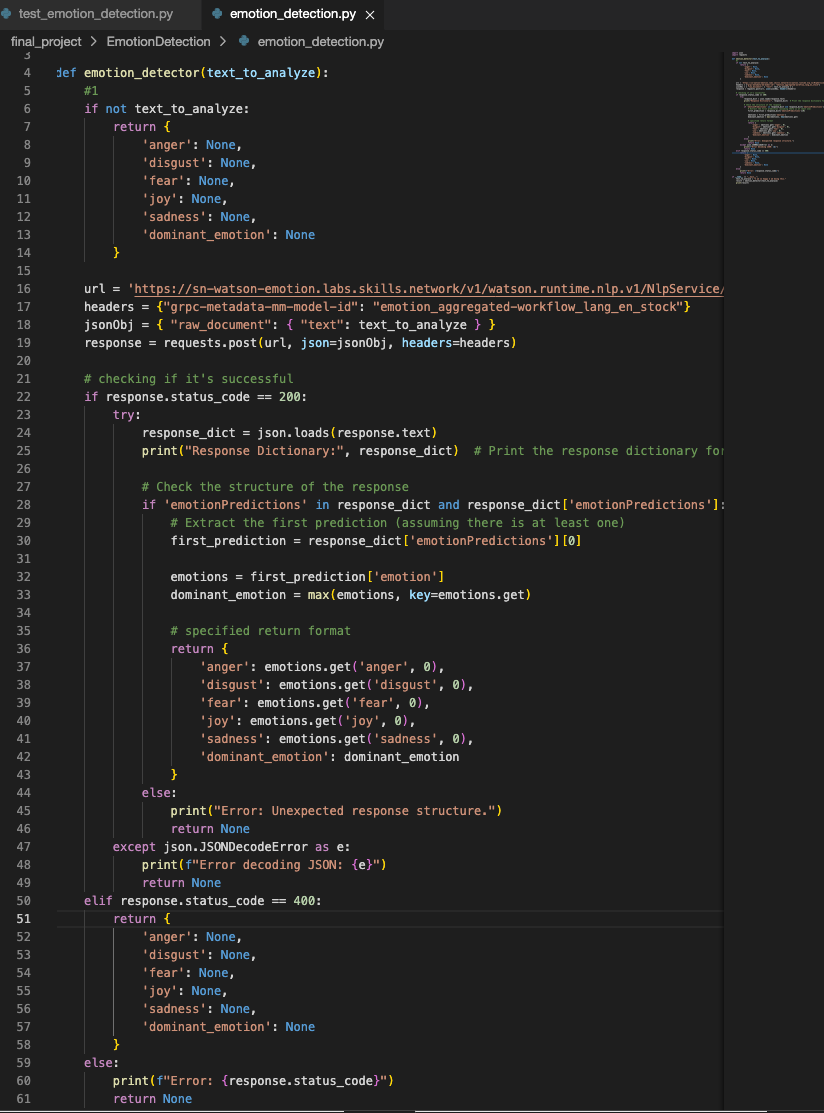 test_emotion_detection.py emotion_detection.py
final_project > EmotionDetection > emotion_detection.py
3
4 def emotion_detector(text_to_analyze):
5 #1
6 if not text_to_analyze:
7 return {
8 'anger': None,
9 'disgust': None,
10 'fear': None,
11 'joy': None,
12 'sadness': None,
13 'dominant_emotion': None
14 }
15
16 url = 'https://sn-watson-emotion.labs.skills.network/v1/watson.runtime.nlp.v1/NlpService/
17 headers = {"grpc-metadata-mm-model-id": "emotion_aggregated-workflow_lang_en_stock"}
18 jsonObj = { "raw_document": { "text": text_to_analyze } }
19 response = requests.post(url, json=jsonObj, headers=headers)
20
21 # checking if it's successful
22 if response.status_code == 200:
23 try:
24 response_dict = json.loads(response.text)
25 print("Response Dictionary:", response_dict) # Print the response dictionary for
26
27 # Check the structure of the response
28 if 'emotionPredictions' in response_dict and response_dict['emotionPredictions']:
29 # Extract the first prediction (assuming there is at least one)
30 first_prediction = response_dict['emotionPredictions'][0]
31
32 emotions = first_prediction['emotion']
33 dominant_emotion = max(emotions, key=emotions.get)
34
35 # specified return format
36 return {
37 'anger': emotions.get('anger', 0),
38 'disgust': emotions.get('disgust', 0),
39 'fear': emotions.get('fear', 0),
40 'joy': emotions.get('joy', 0),
41 'sadness': emotions.get('sadness', 0),
42 'dominant_emotion': dominant_emotion
43 }
44 else:
45 print("Error: Unexpected response structure.")
46 return None
47 except json.JSONDecodeError as e:
48 print(f"Error decoding JSON: {e}")
49 return None
50 elif response.status_code == 400:
51 return {
52 'anger': None,
53 'disgust': None,
54 'fear': None,
55 'joy': None,
56 'sadness': None,
57 'dominant_emotion': None
58 }
59 else:
60 print(f"Error: {response.status_code}")
61 return None